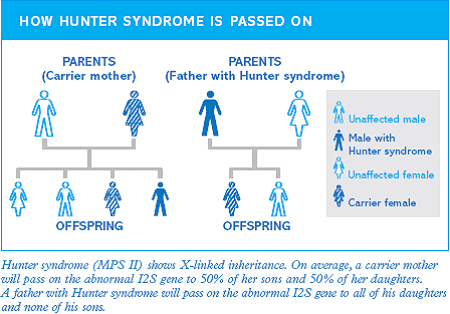 HOW HUNTER SYNDROME IS PASSED ON
PARENTS
(Carrier mother)
PARENTS
(Father with Hunter syndrome)
Unaffected male
Male with
Hunter syndrome
Unaffected female
Carrier female
OFFSPRING
OFFSPRING
Hunter syndrome (MPS II) shows X-linked inheritance. On average, a carrier mother
will pass on the abnormal I2S gene to 50% of her sons and 50% of her daughters.
A father with Hunter syndrome will pass on the abnormal I2S gene to all of his daughters
and none of his sons.